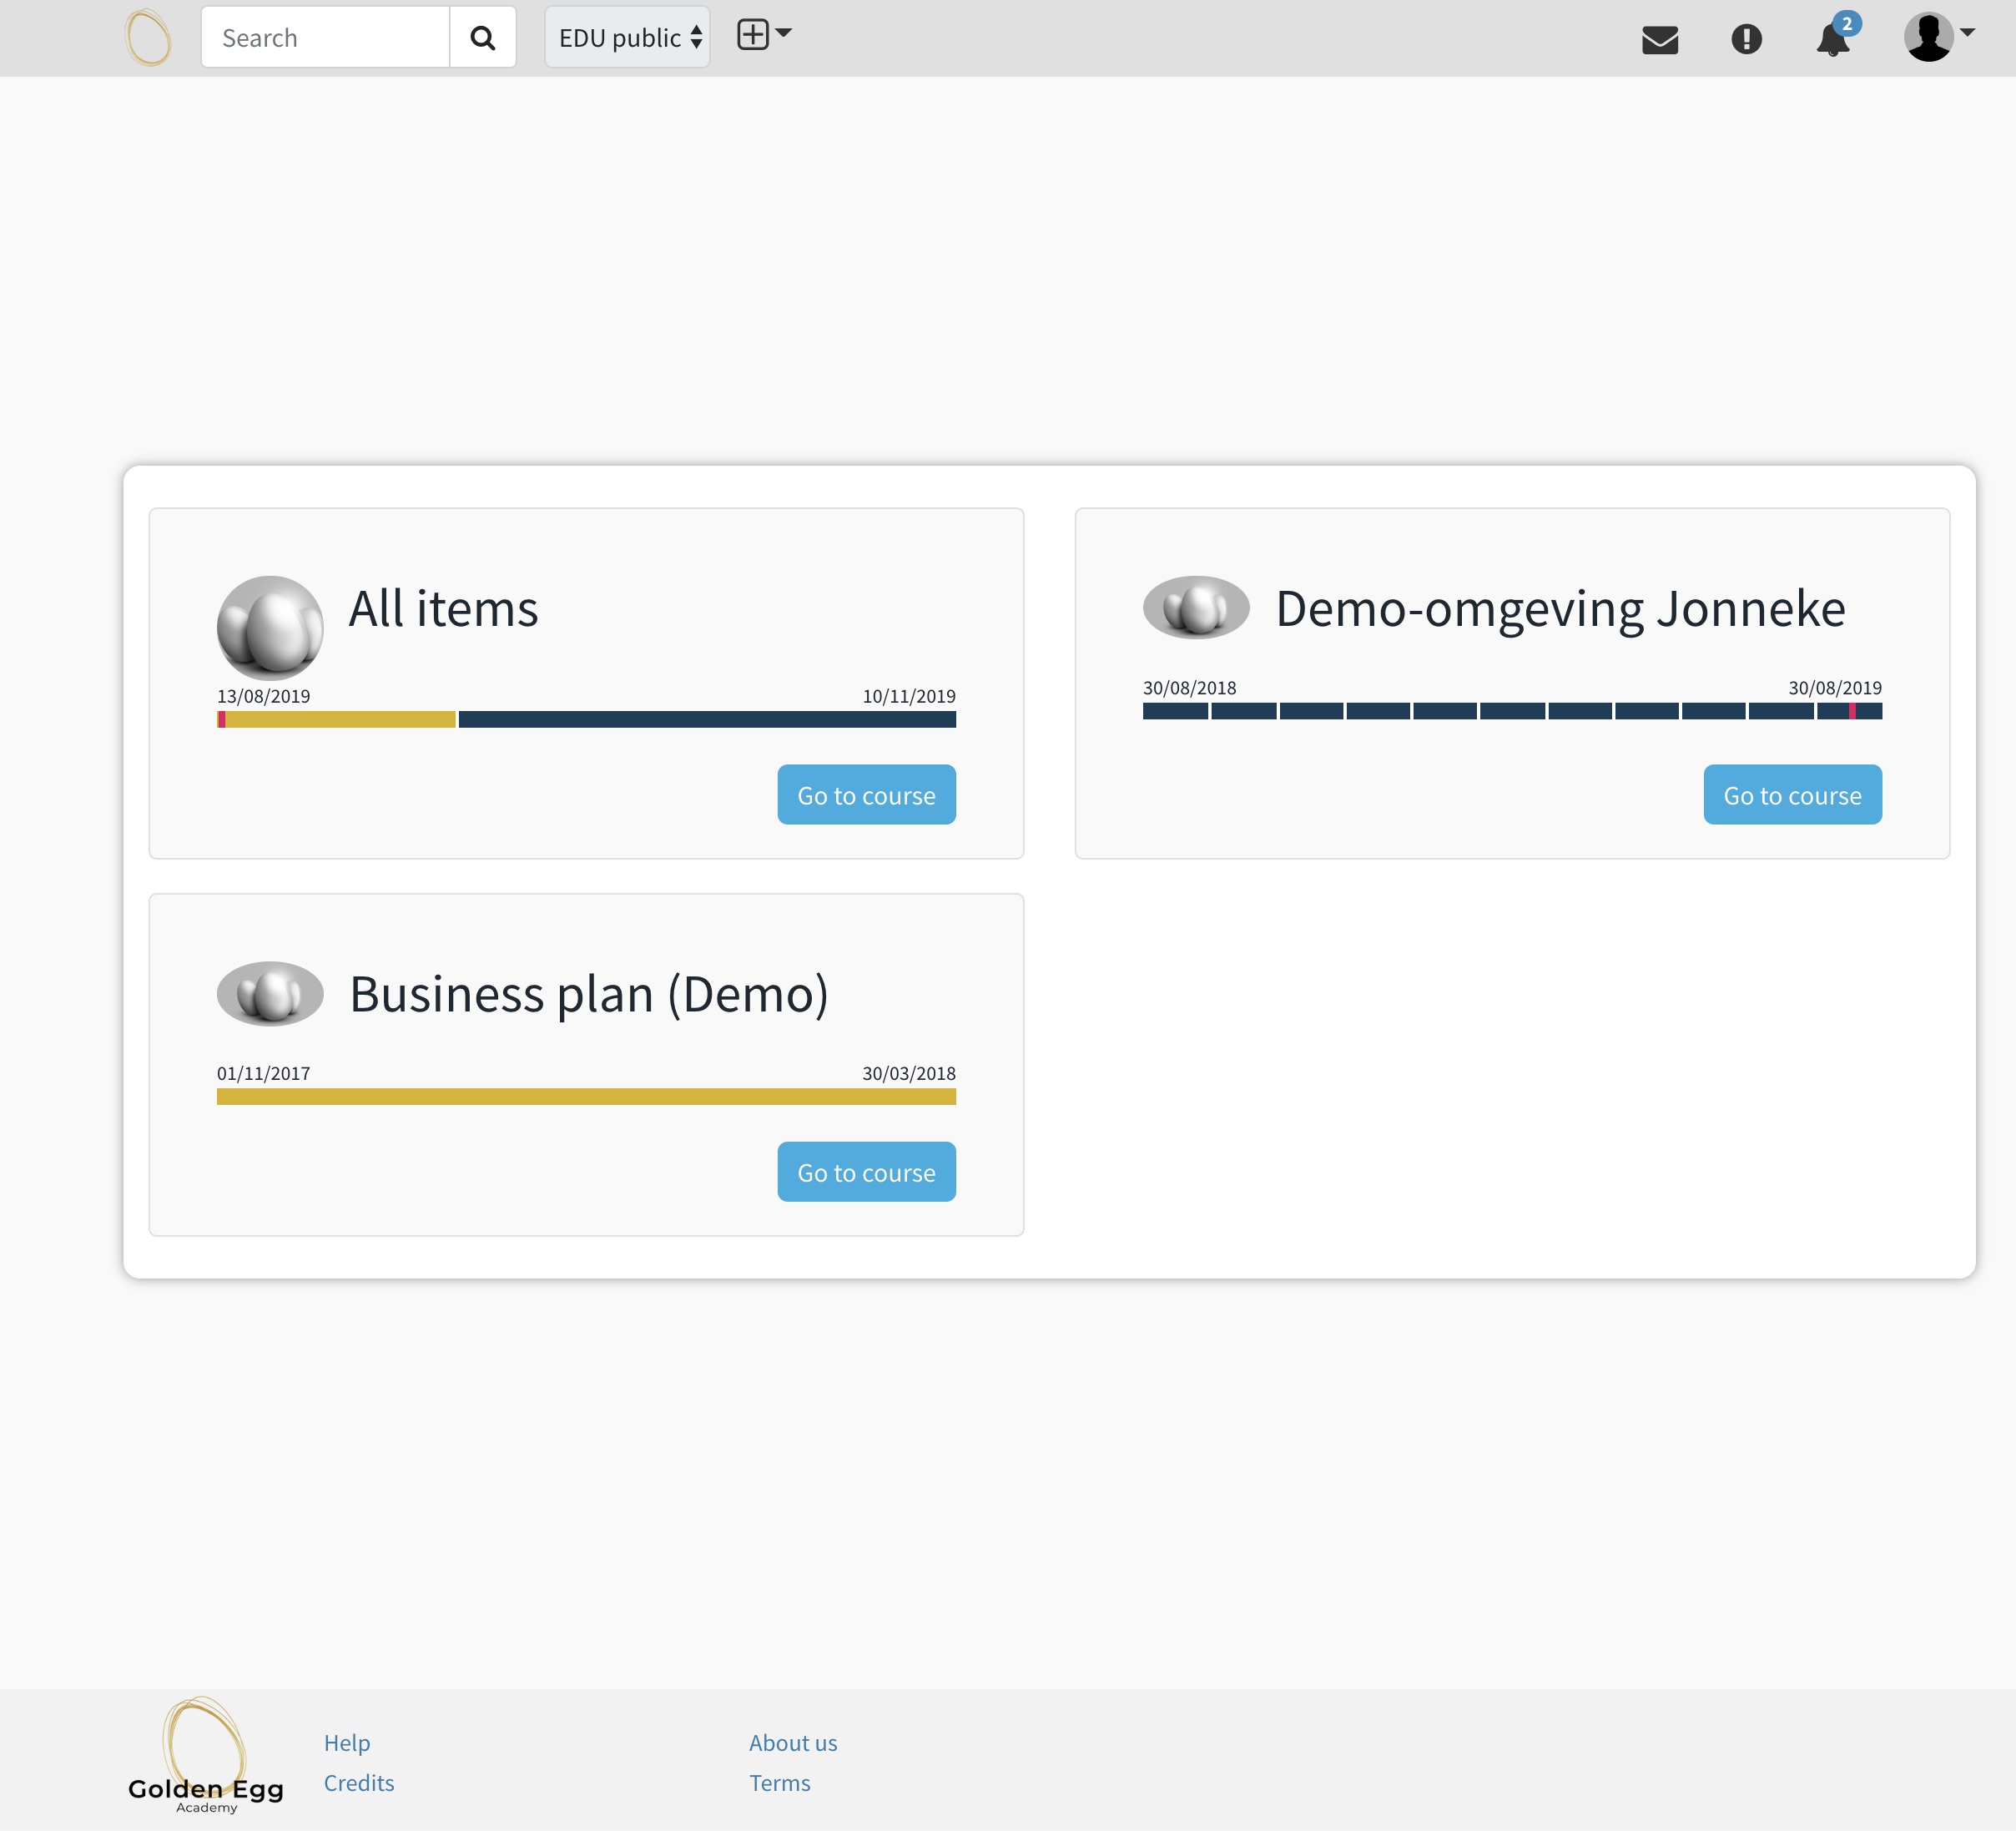 Search
EDU public
2
All items
13/08/2019 10/11/2019
Go to course
Demo-omgeving Jonneke
30/08/2018 30/08/2019
Go to course
Business plan (Demo)
01/11/2017 30/03/2018
Go to course
Golden Egg
Academy
Help
Credits
About us
Terms